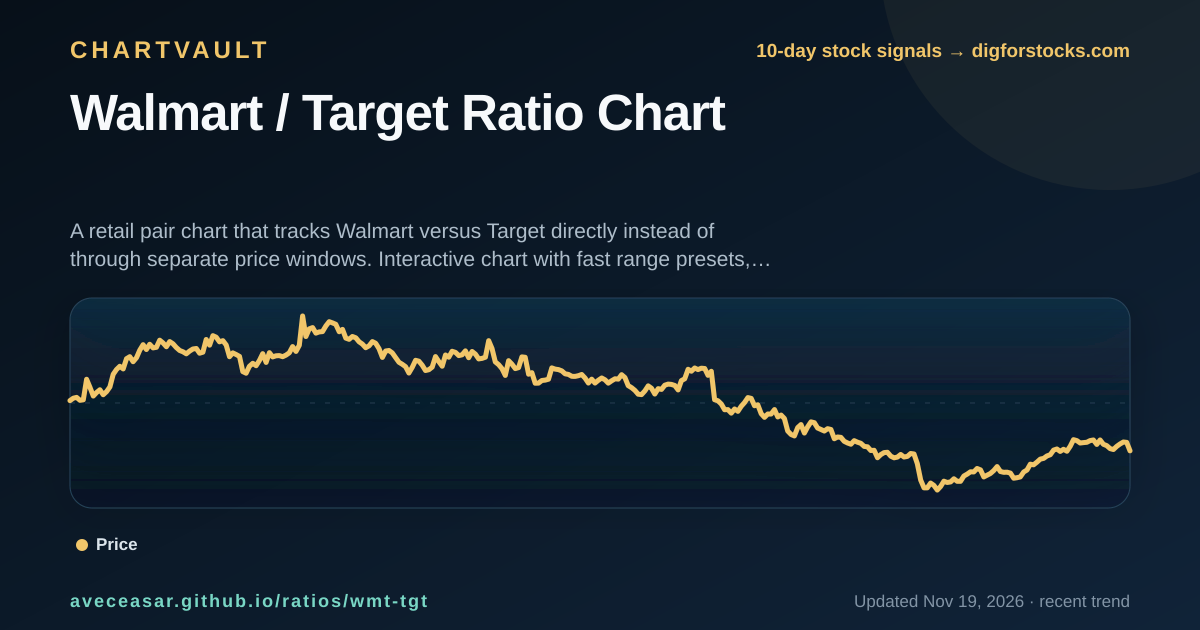 CHARTVAULT
10-day stock signals → digforstocks.com
Walmart / Target Ratio Chart
A retail pair chart that tracks Walmart versus Target directly instead of
through separate price windows. Interactive chart with fast range presets,…
Price
aveceasar.github.io/ratios/wmt-tgt
Updated Nov 19, 2026 · recent trend